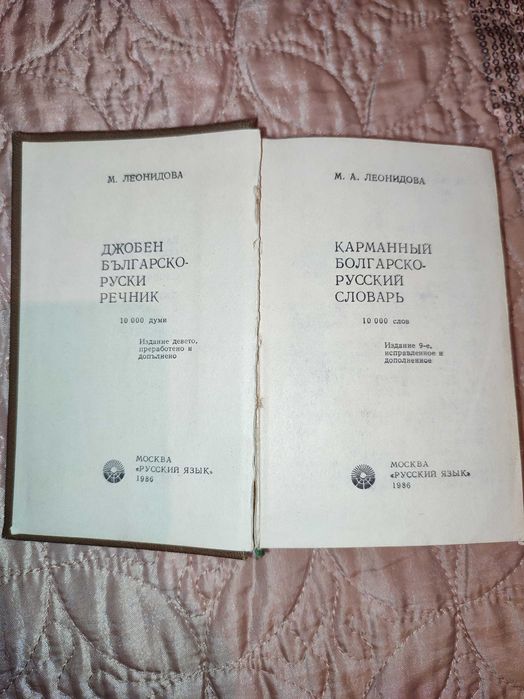 М. ЛЕОНИДОВА
ДЖОБЕН
БЪЛГАРСКО-
РУСКИ
РЕЧНИК
10 000 думи
Издание девето,
преработено и
допълнено
МОСКВА
«РУССКИЙ ЯЗЫК»
1986
М. А. ЛЕОНИДОВА
КАРМАННЫЙ
БОЛГАРСКО-
РУССКИЙ
СЛОВАРЬ
10 000 слов
Издание 9-е,
исправленное и
дополненное
МОСКВА
«РУССКИЙ ЯЗЫК»
1986